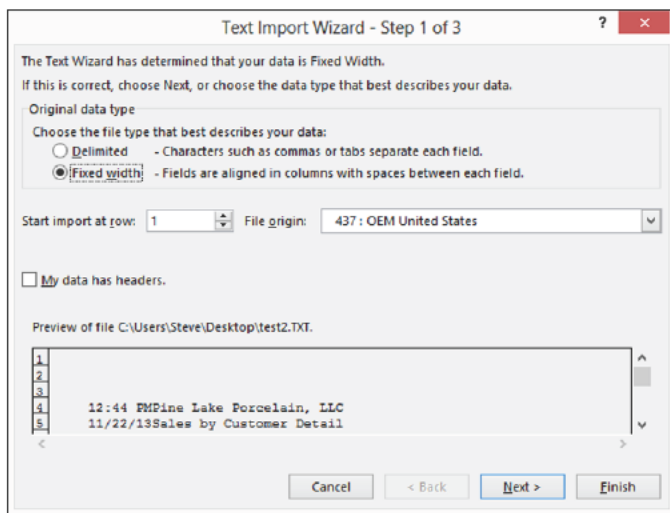 Text Import Wizard - Step 1 of 3 ? ×
The Text Wizard has determined that your data is Fixed Width.
If this is correct, choose Next, or choose the data type that best describes your data.
Original data type
Choose the file type that best describes your data:
Delimited - Characters such as commas or tabs separate each field.
Fixed width - Fields are aligned in columns with spaces between each field.
Start import at row: 1 File origin: 437 : OEM United States
My data has headers.
Preview of file C:\Users\Steve\Desktop\test2.TXT.
1
2
3
4 12:44 PMPine Lake Porcelain, LLC
5 11/22/13Sales by Customer Detail
Cancel < Back Next > Finish